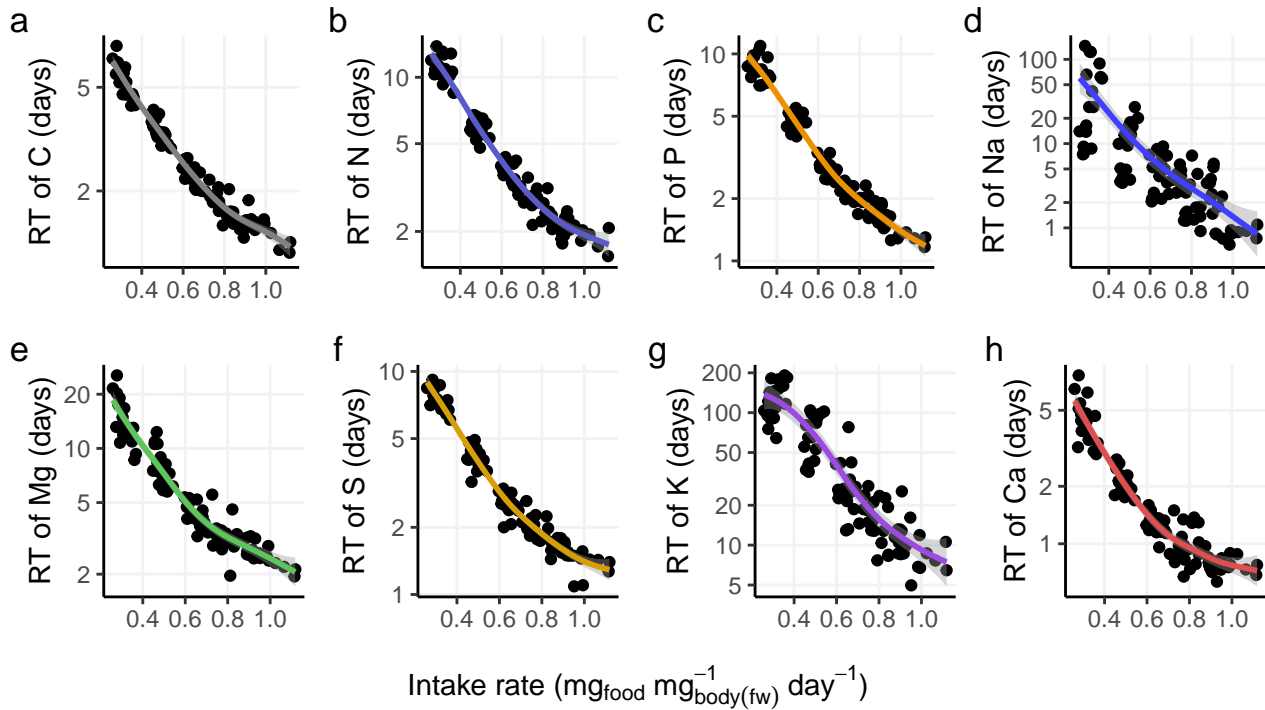 a
b
c
d
RT of C (days)
5
2
0.4 0.6 0.8 1.0
RT of N (days)
10
5
2
0.4 0.6 0.8 1.0
RT of P (days)
10
5
2
1
0.4 0.6 0.8 1.0
RT of Na (days)
100
50
20
10
5
2
1
0.4 0.6 0.8 1.0
e
f
g
h
RT of Mg (days)
20
10
5
2
0.4 0.6 0.8 1.0
RT of S (days)
10
5
2
1
0.4 0.6 0.8 1.0
RT of K (days)
200
100
50
20
10
5
0.4 0.6 0.8 1.0
RT of Ca (days)
5
2
1
0.4 0.6 0.8 1.0
Intake rate (mg_food mg_body(fw)^−1 day^−1)